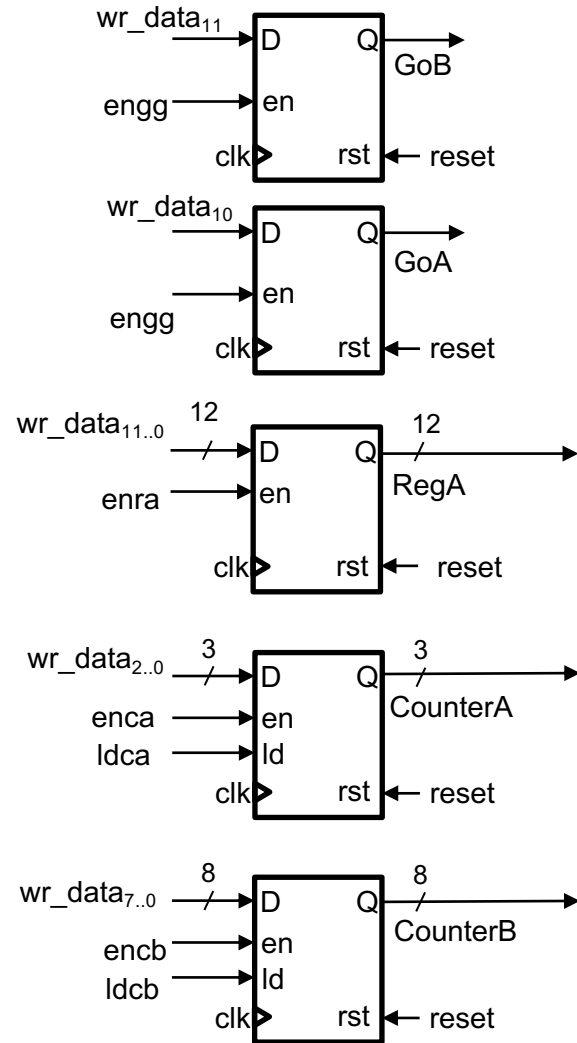 wr_data₁₁
D Q
GoB
engg en
clk rst reset
wr_data₁₀
D Q
GoA
engg en
clk rst reset
12 12
wr_data₁₁..₀
D Q
RegA
enra en
clk rst reset
3 3
wr_data₂..₀
D Q
enca en CounterA
ldca ld
clk rst reset
8 8
wr_data₇..₀
D Q
encb en CounterB
ldcb ld
clk rst reset